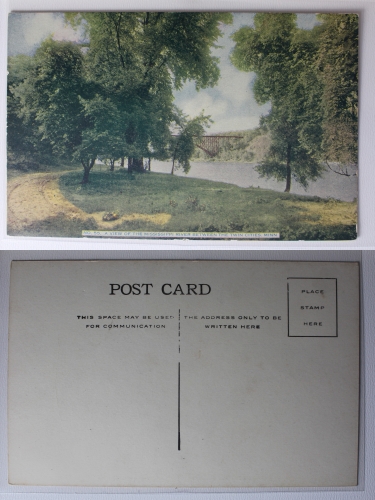 A VIEW OF THE MISSISSIPPI RIVER BETWEEN THE TWIN CITIES, MINN.
POST CARD
THIS SPACE MAY BE USED
FOR COMMUNICATION
THE ADDRESS ONLY TO BE
WRITTEN HERE
PLACE
STAMP
HERE